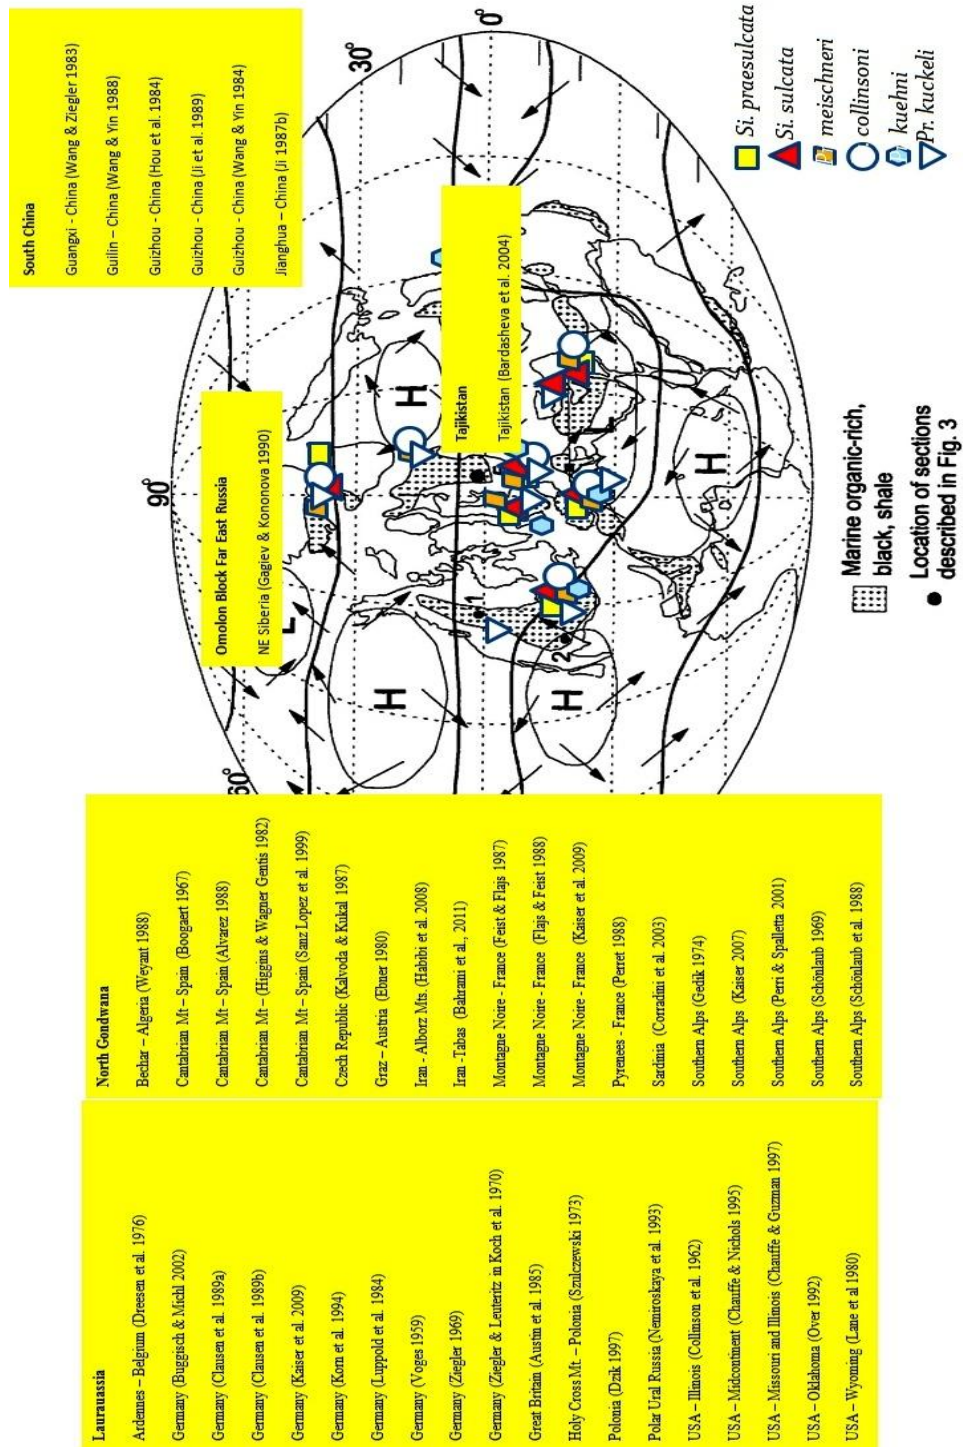 Laurauassia
Ardennes – Belgium (Dreesen et al. 1976)
Germany (Buggisch & Michl 2002)
Germany (Clausen et al. 1989a)
Germany (Clausen et al. 1989b)
Germany (Kaiser et al. 2009)
Germany (Korn et al. 1994)
Germany (Luppold et al. 1984)
Germany (Voges 1959)
Germany (Ziegler 1969)
Germany (Ziegler & Leuteritz in Koch et al. 1970)
Great Britain (Austin et al. 1985)
Holy Cross Mt. – Polonia (Szulczewski 1973)
Polonia (Dzik 1997)
Polar Ural Russia (Nemiroskaya et al. 1993)
USA – Illinois (Collinson et al. 1962)
USA – Midcontinent (Chauffe & Nichols 1995)
USA – Missouri and Illinois (Chauffe & Guzman 1997)
USA – Oklahoma (Over 1992)
USA – Wyoming (Lane et al 1980)
North Gondwana
Bechar – Algeria (Weyant 1988)
Cantabrian Mt – Spain (Boogaert 1967)
Cantabrian Mt – Spain (Alvarez 1988)
Cantabrian Mt – (Higgins & Wagner Gentis 1982)
Cantabrian Mt – Spain (Sanz Lopez et al. 1999)
Czech Republic (Kalvoda & Kukal 1987)
Graz – Austria (Ebner 1980)
Iran - Alborz Mts. (Habibi et al. 2008)
Iran -Tabas (Bahrami et al., 2011)
Montagne Noire - France (Feist & Flajs 1987)
Montagne Noire - France (Flajs & Feist 1988)
Montagne Noire - France (Kaiser et al. 2009)
Pyrenees - France (Perret 1988)
Sardinia (Corradini et al. 2003)
Southern Alps (Gedik 1974)
Southern Alps (Kaiser 2007)
Southern Alps (Perri & Spalletta 2001)
Southern Alps (Schönlaub 1969)
Southern Alps (Schönlaub et al. 1988)
Omolon Block Far East Russia
NE Siberia (Gagiev & Kononova 1990)
South China
Guangxi - China (Wang & Ziegler 1983)
Guilin – China (Wang & Yin 1988)
Guizhou - China (Hou et al. 1984)
Guizhou - China (Ji et al. 1989)
Guizhou - China (Wang & Yin 1984)
Jianghua – China (Ji 1987b)
Tajikistan
Tajikistan (Bardasheva et al. 2004)
60°
90°
30°
0°
L
H
H
H
H
1
2
Marine organic-rich,
black, shale
Location of sections
described in Fig. 3
Si. praesulcata
Si. sulcata
meischneri
collinsoni
kuehni
Pr. kuckeli